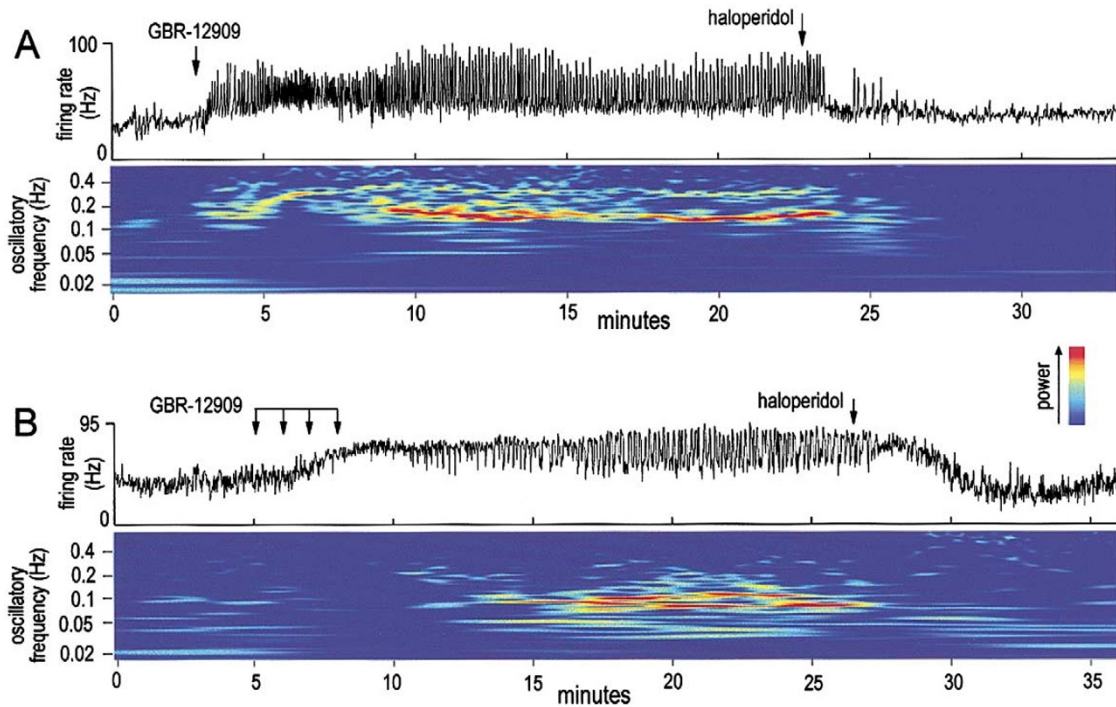 A
GBR-12909
haloperidol
firing rate
(Hz)
100
0
oscillatory
frequency (Hz)
0.4
0.2
0.1
0.05
0.02
0 5 10 15 20 25 30
minutes
power
B
GBR-12909
haloperidol
firing rate
(Hz)
95
0
oscillatory
frequency (Hz)
0.4
0.2
0.1
0.05
0.02
0 5 10 15 20 25 30 35
minutes